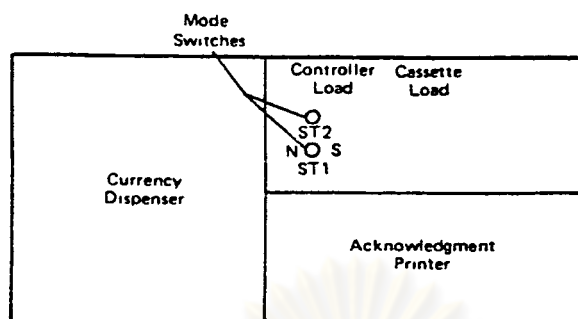 Mode
Switches
Controller
Load
Cassette
Load
ST2
N S
ST1
Currency
Dispenser
Acknowledgment
Printer